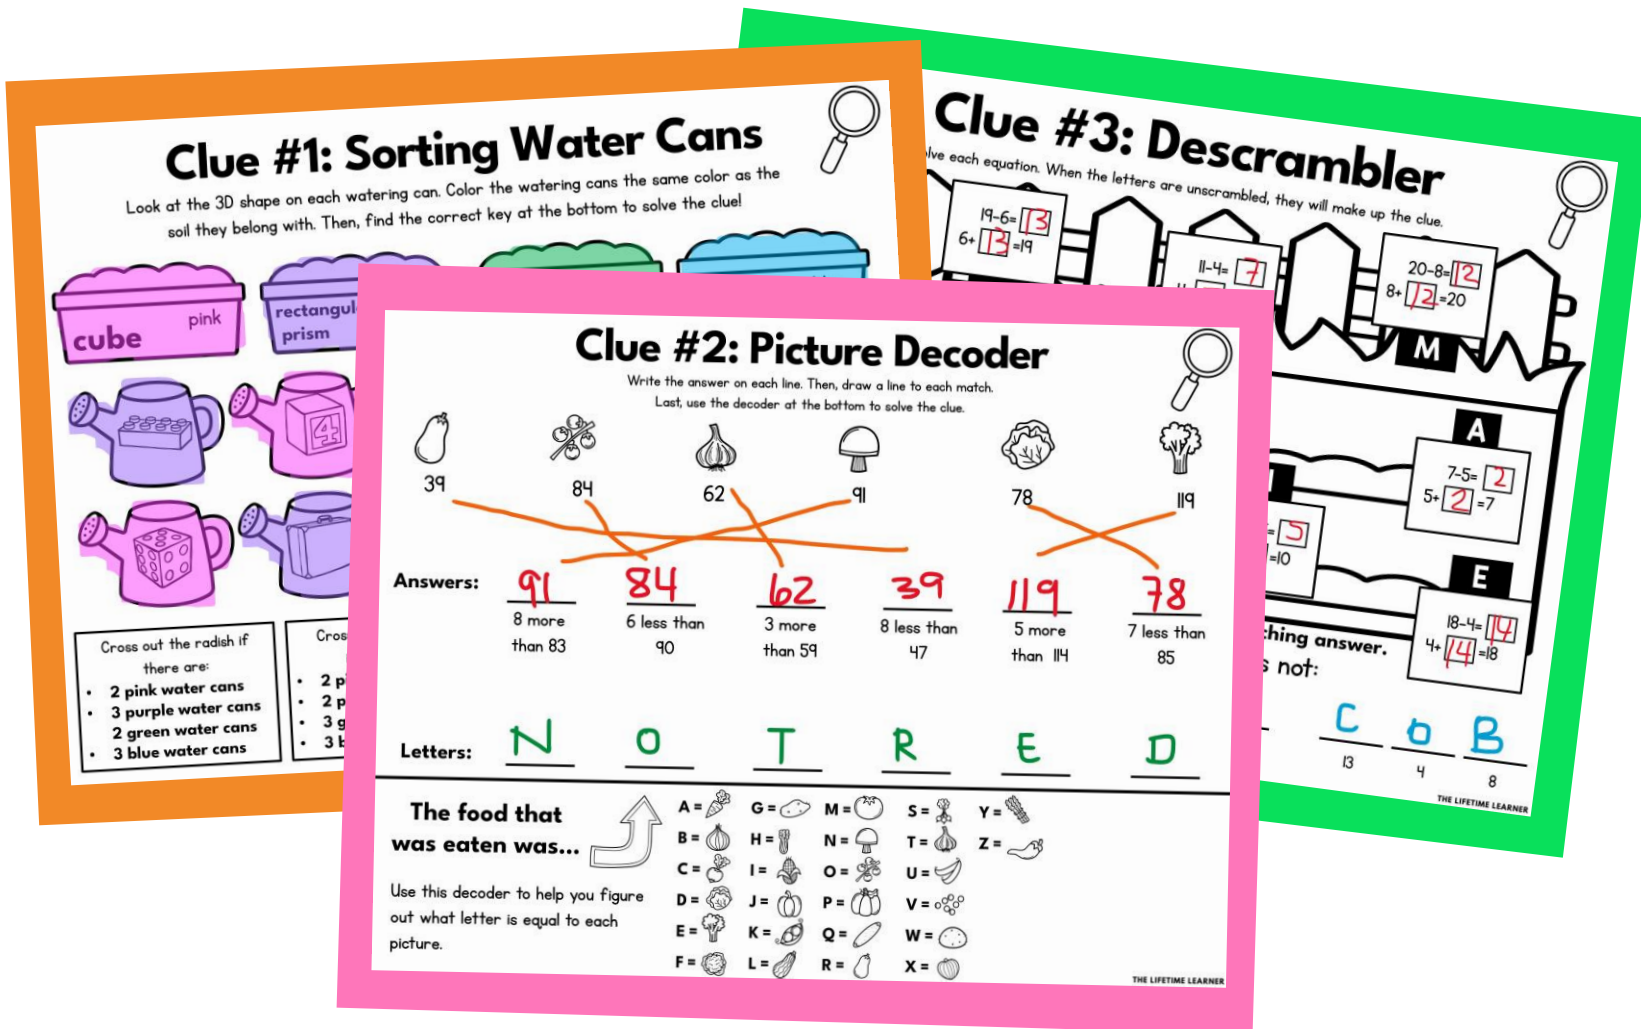 Clue #1: Sorting Water Cans
Look at the 3D shape on each watering can. Color the watering cans the same color as the
soil they belong with. Then, find the correct key at the bottom to solve the clue!
pink
cube
rectangul
prism
4
Cross out the radish if
there are:
• 2 pink water cans
• 3 purple water cans
2 green water cans
• 3 blue water cans
Cros
• 2 p
• 2 p
• 3 g
• 3 b
Clue #2: Picture Decoder
Write the answer on each line. Then, draw a line to each match.
Last, use the decoder at the bottom to solve the clue.
39 84 62 91 78 119
Answers: 91 84 62 39 119 78
8 more 6 less than 3 more 8 less than 5 more 7 less than
than 83 90 than 59 47 than 114 85
Letters: N O T R E D
The food that
was eaten was...
Use this decoder to help you figure
out what letter is equal to each
picture.
A = G = M = S = Y =
B = H = N = T = Z =
C = I = O = U =
D = J = P = V =
E = K = Q = W =
F = L = R = X =
THE LIFETIME LEARNER
Clue #3: Descrambler
lve each equation. When the letters are unscrambled, they will make up the clue.
19-6= 13
6+ 13 =19
11-4= 7
20-8= 12
8+ 12 =20
M
A
7-5= 2
5+ 2 =7
= 5
=10
E
18-4= 14
4+ 14 =18
ching answer.
s not:
C O B
13 4 8
THE LIFETIME LEARNER